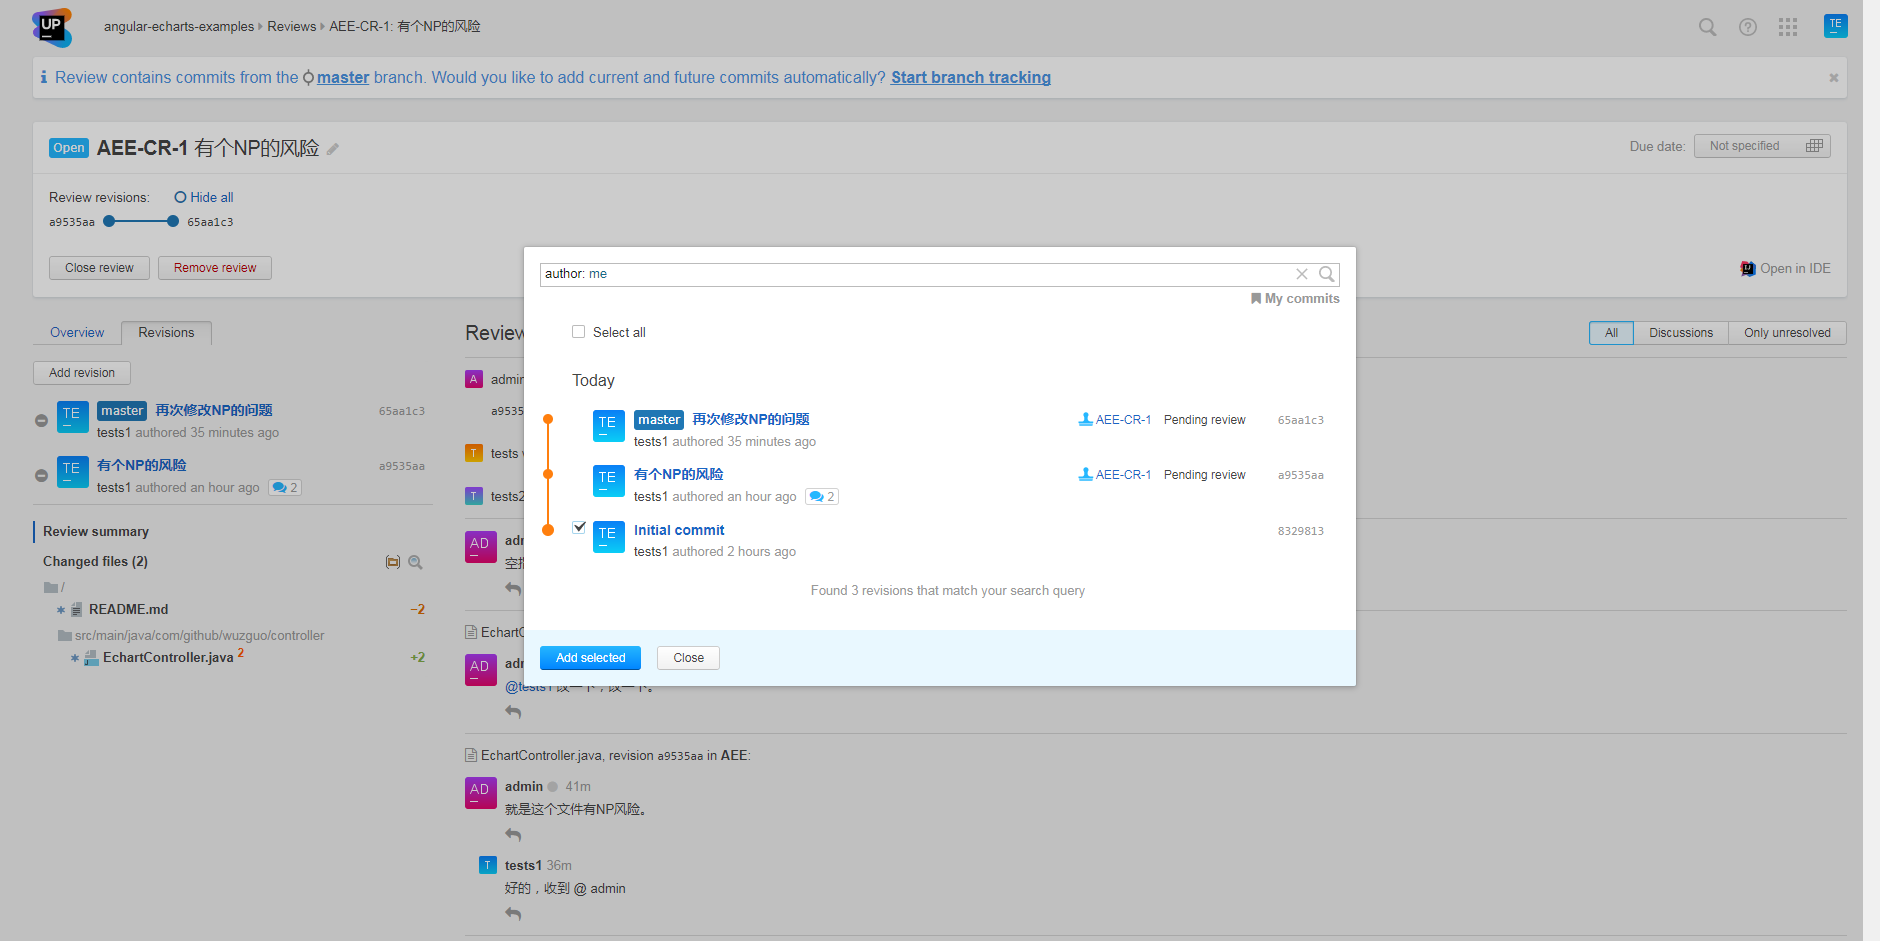 UP
angular-echarts-examples Reviews AEE-CR-1: 有个NP的风险
TE
Review contains commits from the master branch. Would you like to add current and future commits automatically? Start branch tracking
Open AEE-CR-1 有个NP的风险
Due date: Not specified
Review revisions: Hide all
a9535aa 65aa1c3
Close review Remove review
Open in IDE
Overview Revisions
Add revision
TE master 再次修改NP的问题 65aa1c3
tests1 authored 35 minutes ago
TE 有个NP的风险 a9535aa
tests1 authored an hour ago 2
Review summary
Changed files (2)
/
README.md −2
src/main/java/com/github/wuzguo/controller
EchartController.java 2 +2
author: me
My commits
Select all
Today
TE master 再次修改NP的问题 AEE-CR-1 Pending review 65aa1c3
tests1 authored 35 minutes ago
TE 有个NP的风险 AEE-CR-1 Pending review a9535aa
tests1 authored an hour ago 2
TE Initial commit 8329813
tests1 authored 2 hours ago
Found 3 revisions that match your search query
Add selected Close
Review
All Discussions Only unresolved
A admin
a9535
T tests
T tests2
AD
EchartC
AD
@tests1
EchartController.java, revision a9535aa in AEE:
AD admin 41m
就是这个文件有NP风险。
T tests1 36m
好的，收到 @ admin